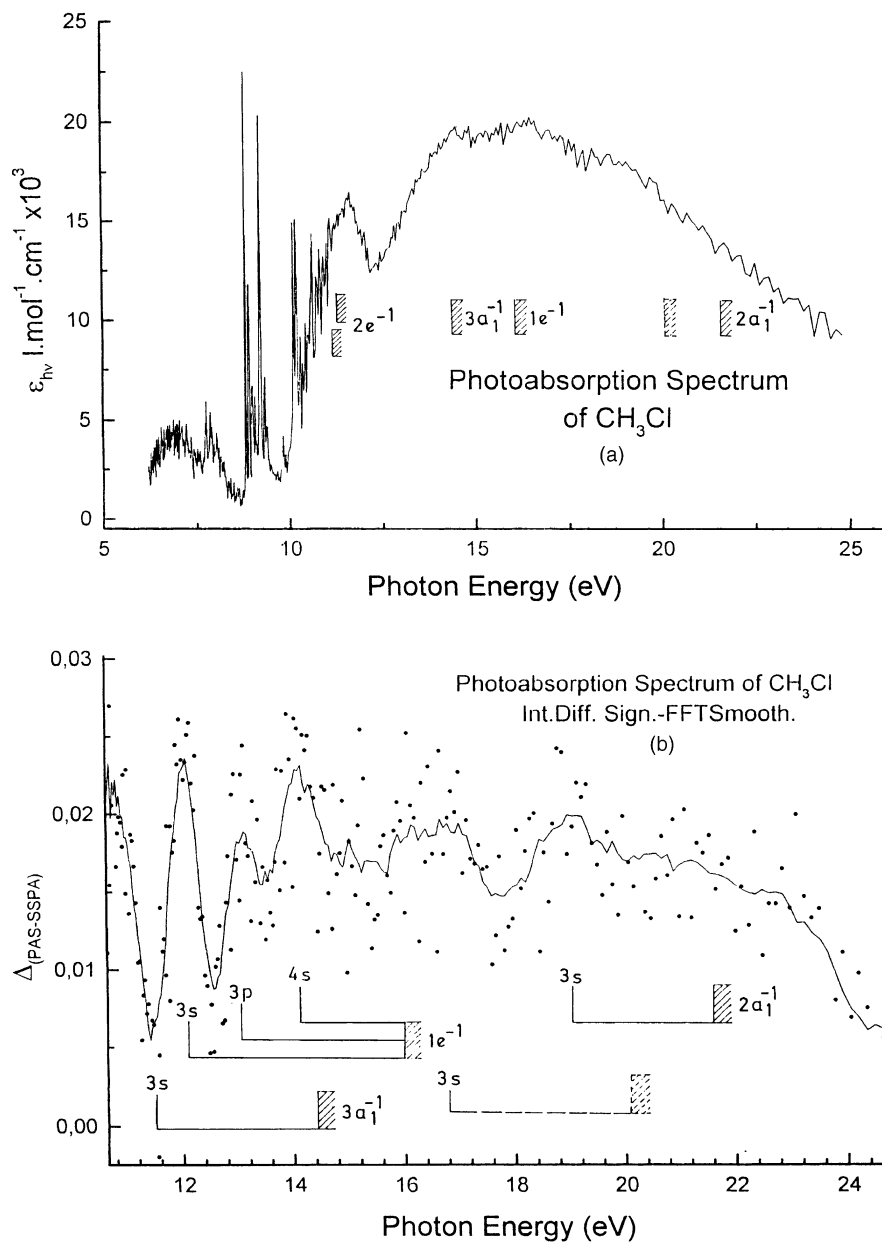 25
20
15
10
5
0
ε_hν l.mol⁻¹.cm⁻¹ x10³
2e⁻¹
3a₁⁻¹
1e⁻¹
2a₁⁻¹
Photoabsorption Spectrum
of CH₃Cl
(a)
5
10
15
20
25
Photon Energy (eV)
0,03
0,02
0,01
0,00
Δ(PAS-SSPA)
Photoabsorption Spectrum of CH₃Cl
Int.Diff. Sign.-FFTSmooth.
(b)
4s
3s
3p
1e⁻¹
3s
2a₁⁻¹
3s
3a₁⁻¹
3s
12
14
16
18
20
22
24
Photon Energy (eV)